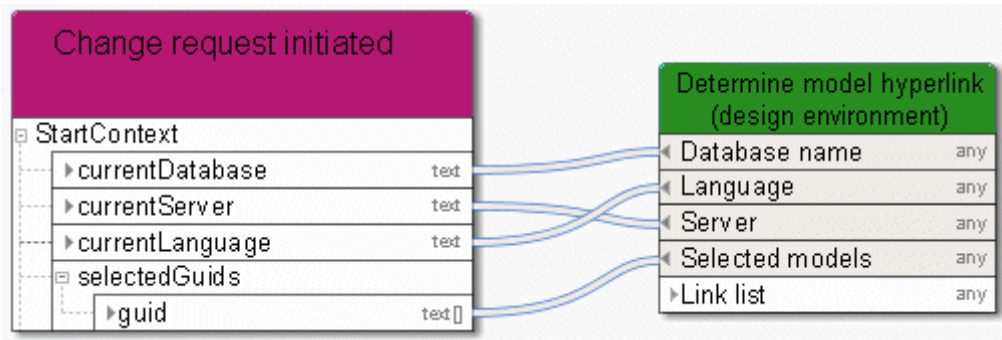 Change request initiated
StartContext
currentDatabase text
currentServer text
currentLanguage text
selectedGuids
guid text[]
Determine model hyperlink
(design environment)
Database name any
Language any
Server any
Selected models any
Link list any